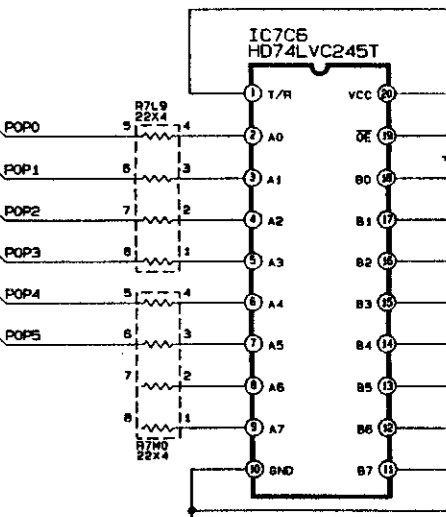 IC7C6
HD74LVC245T
1 T/R VCC 20
R7L9
22X4
POP0 5 4 2 A0 OE 19
POP1 6 3 3 A1 B0 18
POP2 7 2 4 A2 B1 17
POP3 8 1 5 A3 B2 16
POP4 5 4 6 A4 B3 15
POP5 6 3 7 A5 B4 14
7 2 8 A6 B5 13
8 1 9 A7 B6 12
R7M0
22X4
10 GND B7 11